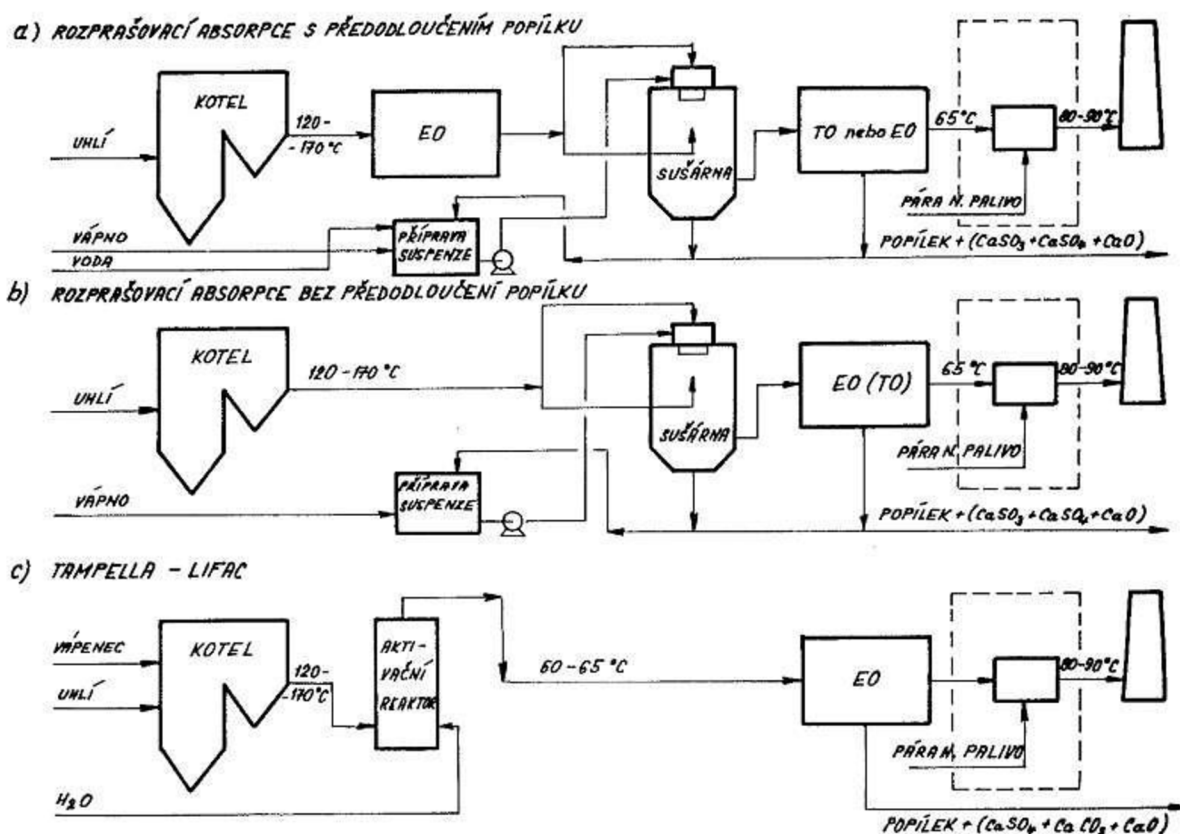 a) ROZPRAŠOVACÍ ABSORPCE S PŘEDODLOUČENÍM POPÍLKU
KOTEL
UHLÍ
120-
-170°C
EO
SUŠÁRNA
TO nebo EO
65°C
80-90°C
PÁRA N. PALIVO
VÁPNO
VODA
PŘÍPRAVA
SUSPENZE
POPÍLEK + (CaSO3 + CaSO4 + CaO)
b) ROZPRAŠOVACÍ ABSORPCE BEZ PŘEDODLOUČENÍ POPÍLKU
KOTEL
UHLÍ
120-170°C
SUŠÁRNA
EO (TO)
65°C
80-90°C
PÁRA N. PALIVO
VÁPNO
PŘÍPRAVA
SUSPENZE
POPÍLEK + (CaSO3 + CaSO4 + CaO)
c) TAMPELLA - LIFAC
VÁPENEC
KOTEL
UHLÍ
120-
-170°C
AKTI-
VAČNÍ
REAKTOR
60-65°C
EO
80-90°C
PÁRA N. PALIVO
H2O
POPÍLEK + (CaSO4 + CaCO3 + CaO)